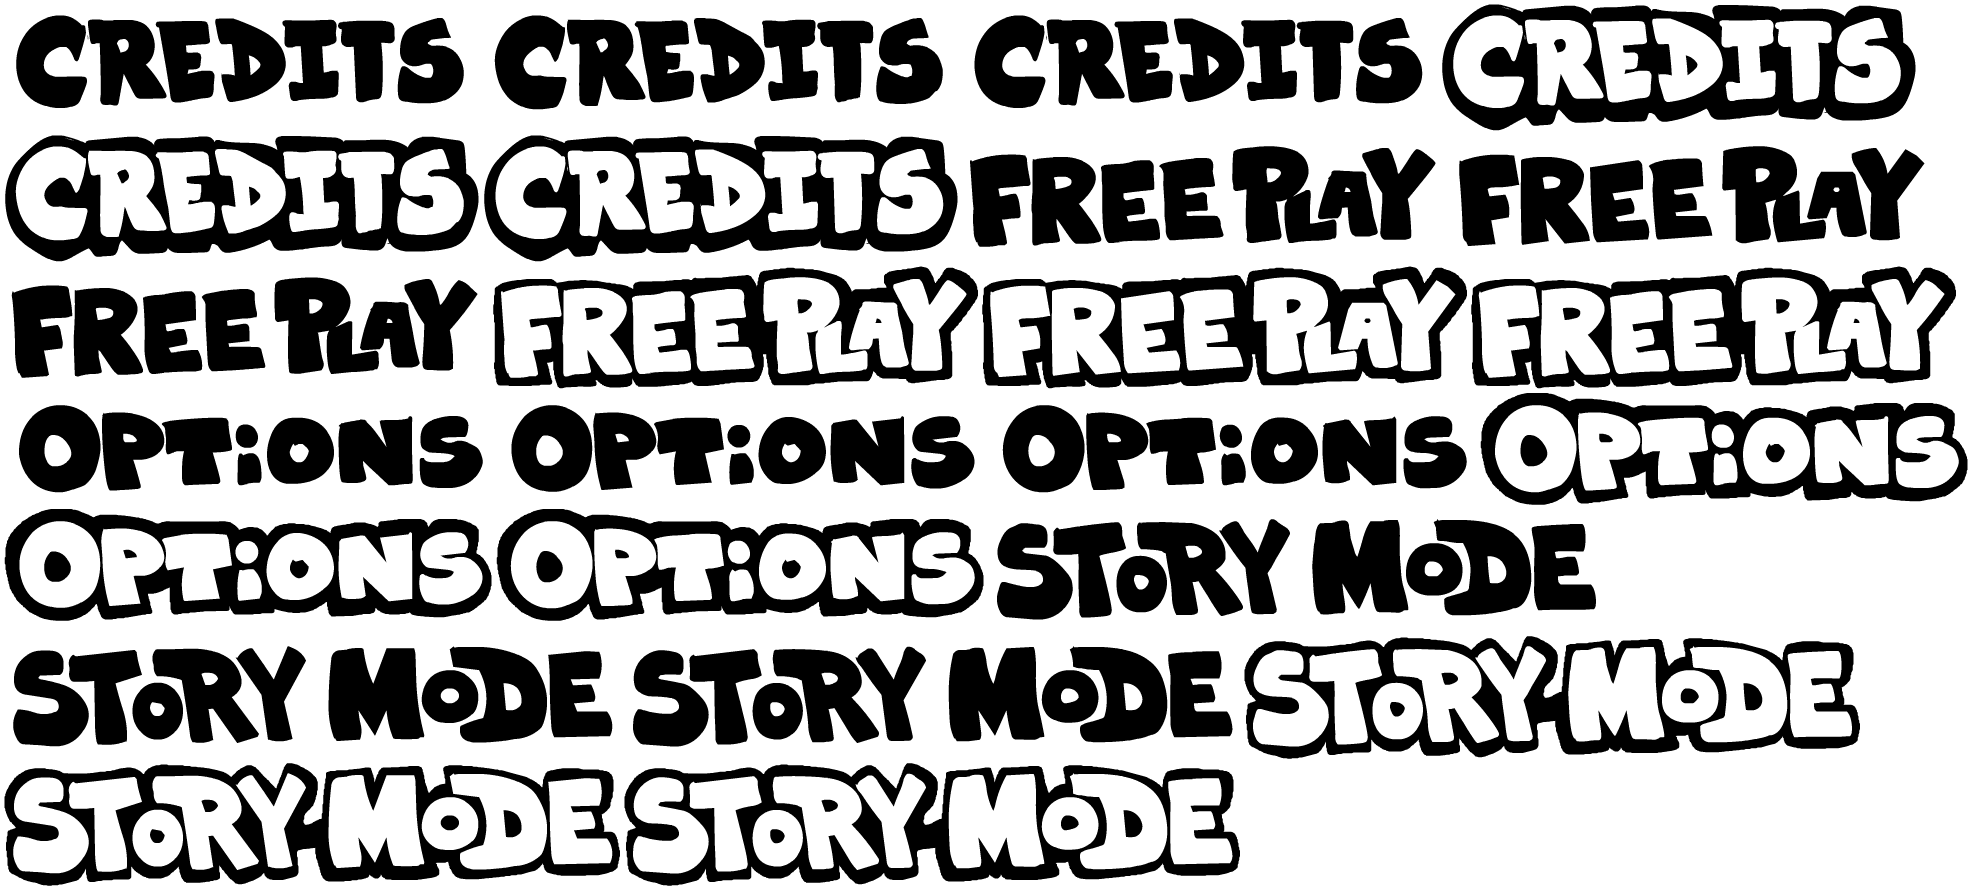 CREDITS CREDITS CREDITS CREDITS
CREDITS CREDITS FREE PLAY FREE PLAY
FREE PLAY FREE PLAY FREE PLAY FREE PLAY
OPTiONS OPTiONS OPTiONS OPTiONS
OPTiONS OPTiONS SToRY MoDE
SToRY MoDE SToRY MoDE SToRY MoDE
SToRY MoDE SToRY MoDE